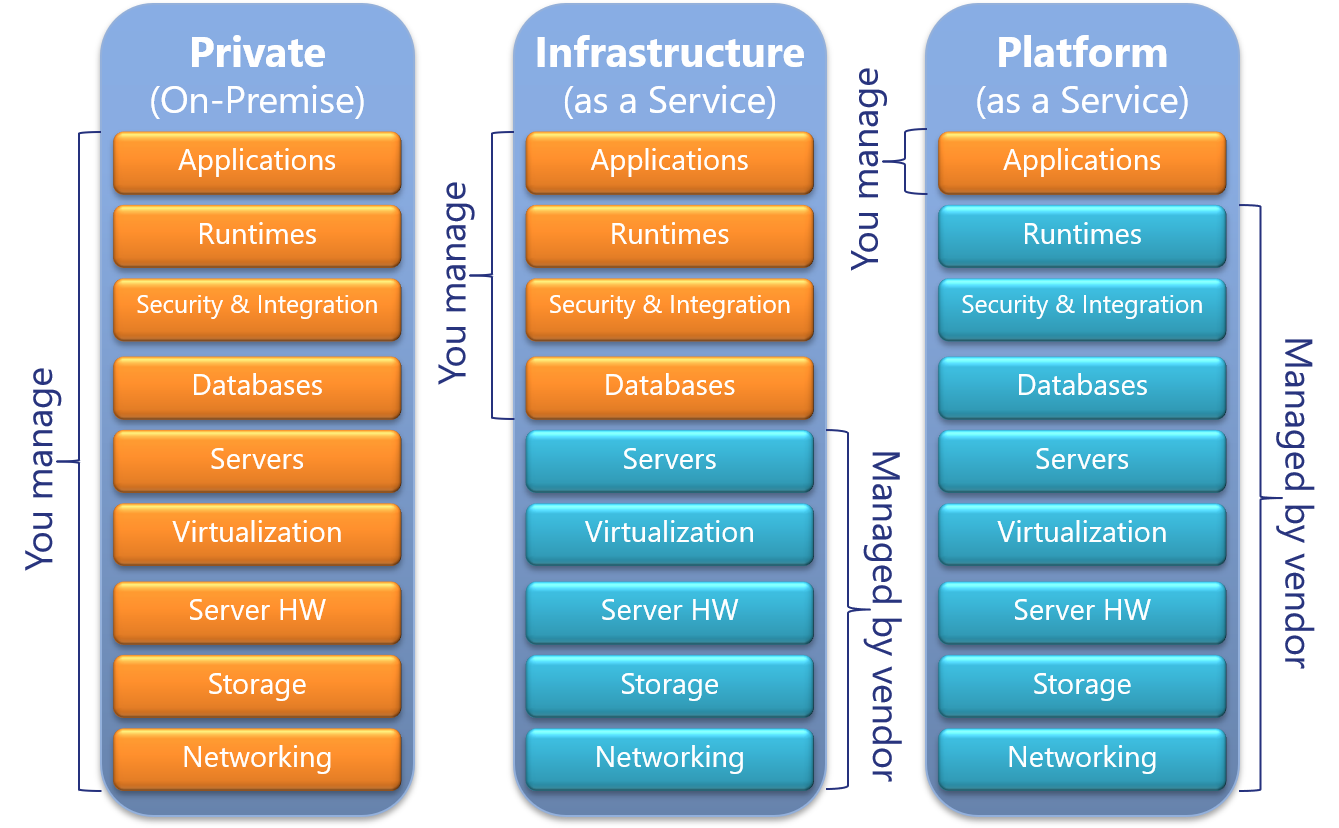 Private
(On-Premise)
You manage
Applications
Runtimes
Security & Integration
Databases
Servers
Virtualization
Server HW
Storage
Networking
Infrastructure
(as a Service)
You manage
Applications
Runtimes
Security & Integration
Databases
Servers
Virtualization
Server HW
Storage
Networking
Managed by vendor
Platform
(as a Service)
You manage
Applications
Runtimes
Security & Integration
Databases
Servers
Virtualization
Server HW
Storage
Networking
Managed by vendor